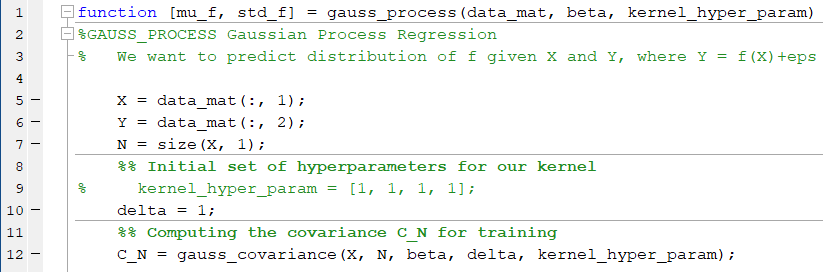 1 function [mu_f, std_f] = gauss_process(data_mat, beta, kernel_hyper_param)
2 %GAUSS_PROCESS Gaussian Process Regression
3 %   We want to predict distribution of f given X and Y, where Y = f(X)+eps
4
5 -     X = data_mat(:, 1);
6 -     Y = data_mat(:, 2);
7 -     N = size(X, 1);
8     %% Initial set of hyperparameters for our kernel
9 %     kernel_hyper_param = [1, 1, 1, 1];
10 -     delta = 1;
11     %% Computing the covariance C_N for training
12 -     C_N = gauss_covariance(X, N, beta, delta, kernel_hyper_param);